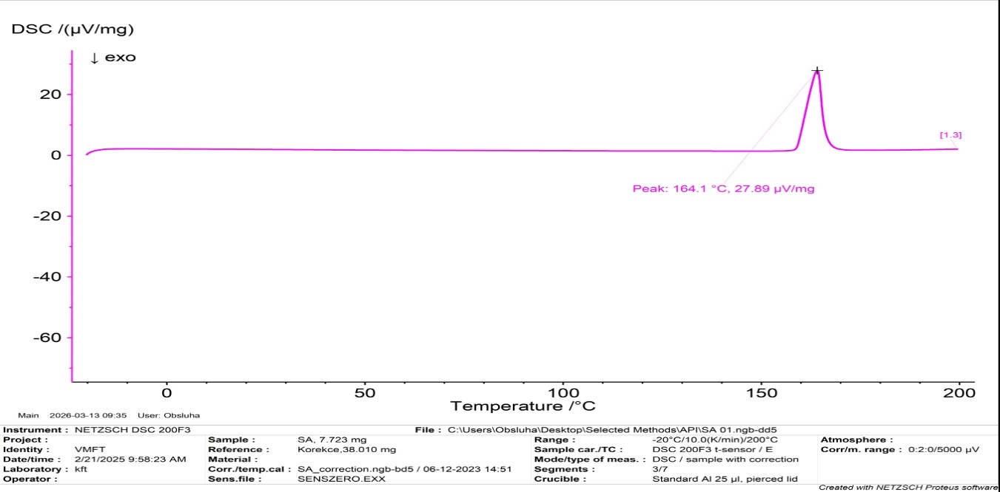 DSC /(µV/mg)
↓ exo
20
0
-20
-40
-60
[1.3]
Peak: 164.1 °C, 27.89 µV/mg
0 50 100 150 200
Temperature /°C
Main 2026-03-13 09:35 User: Obsluha
Instrument : NETZSCH DSC 200F3 File : C:\Users\Obsluha\Desktop\Selected Methods\API\SA 01.ngb-dd5
Project : Sample : SA, 7.723 mg Range : -20°C/10.0(K/min)/200°C Atmosphere :
Identity : VMFT Reference : Korekce,38.010 mg Sample car./TC : DSC 200F3 t-sensor / E Corr/m. range : 0:2:0/5000 µV
Date/time : 2/21/2025 9:58:23 AM Material : Mode/type of meas. : DSC / sample with correction
Laboratory : kft Corr./temp.cal : SA_correction.ngb-bd5 / 06-12-2023 14:51 Segments : 3/7
Operator : Sens.file : SENSZERO.EXX Crucible : Standard Al 25 µl, pierced lid
Created with NETZSCH Proteus software